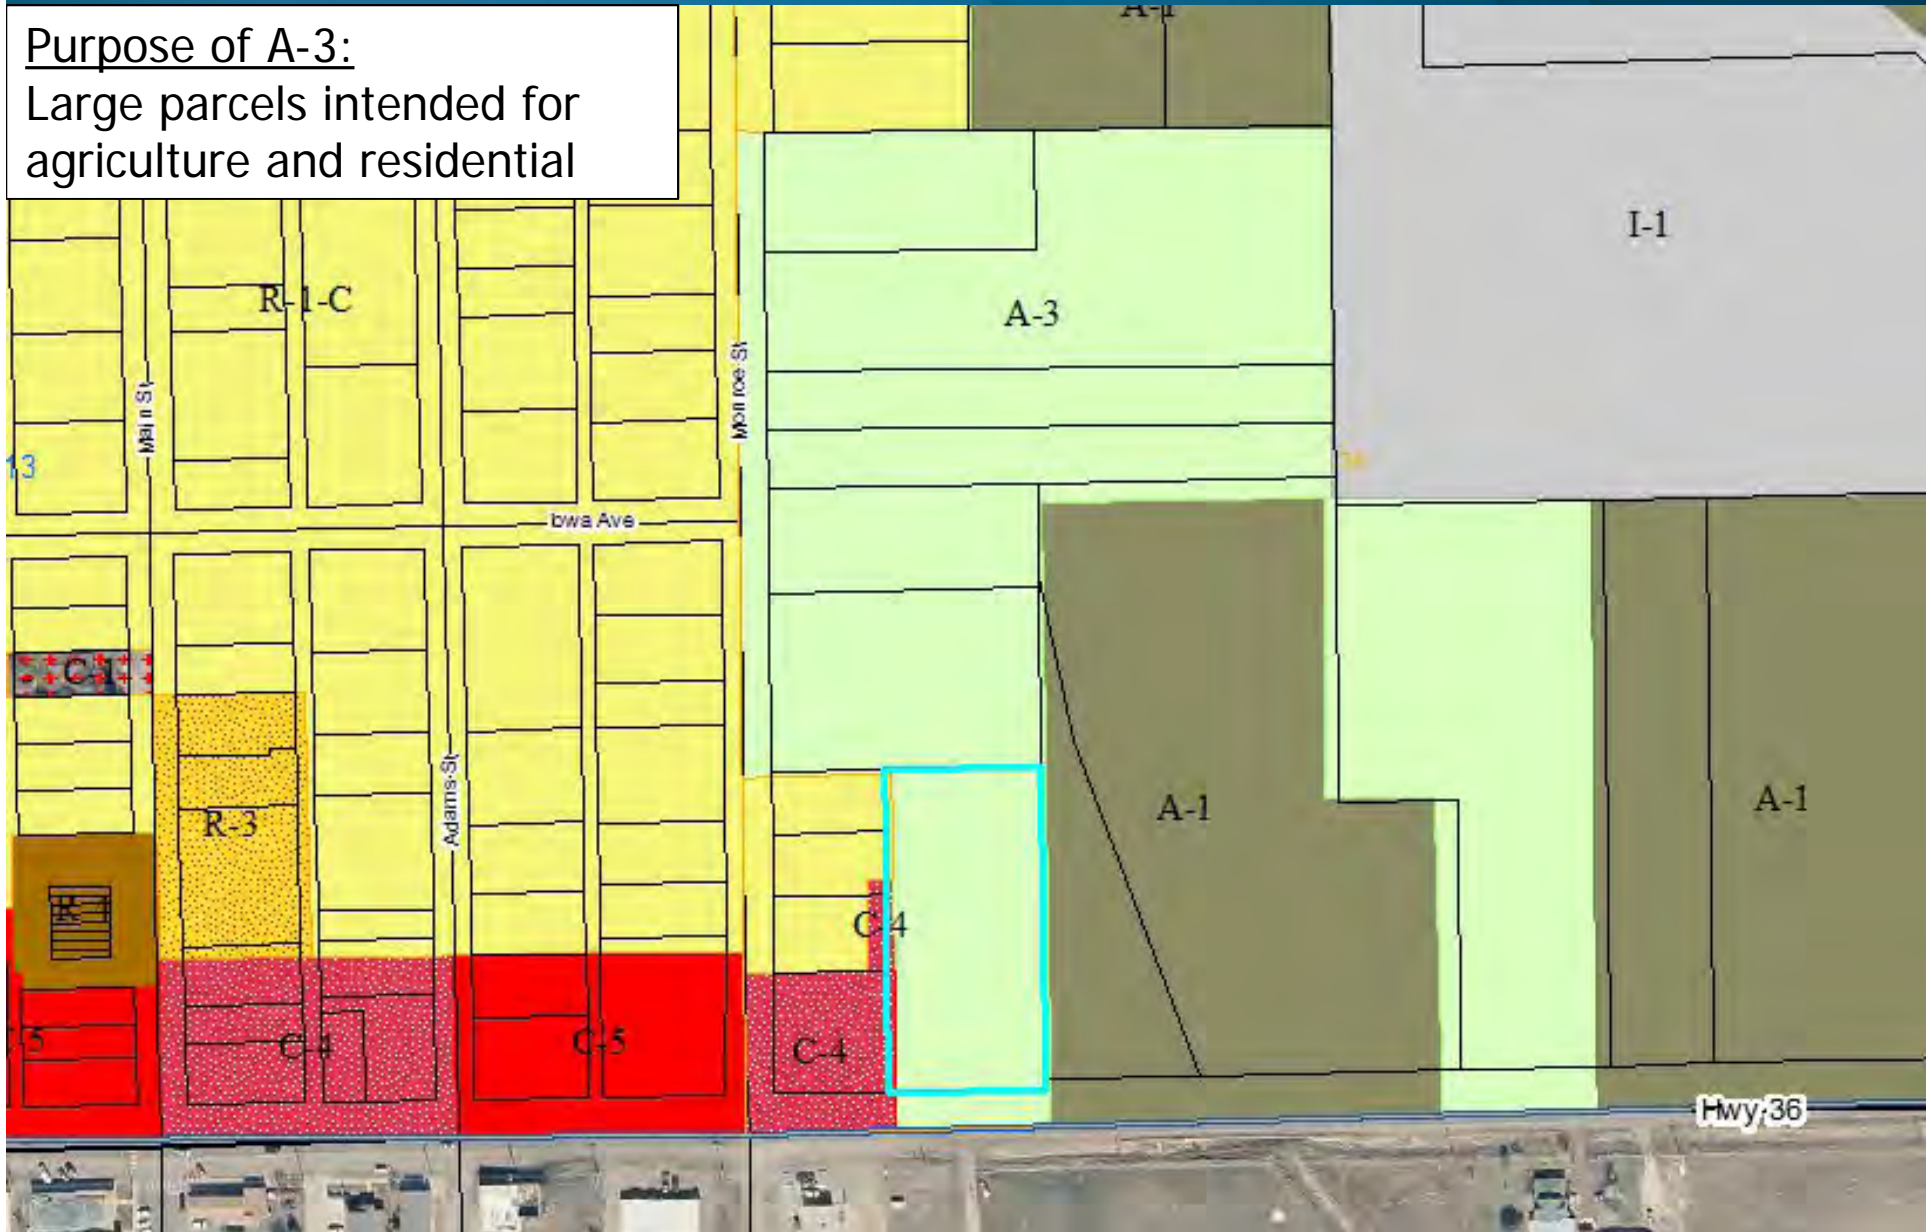 Purpose of A-3:
Large parcels intended for
agriculture and residential
A-1
I-1
R-1-C
A-3
Main St
Monroe St
13
Iowa Ave
C-1
Adams St
R-3
A-1
A-1
C-4
C-4
C-5
C-4
Hwy 36